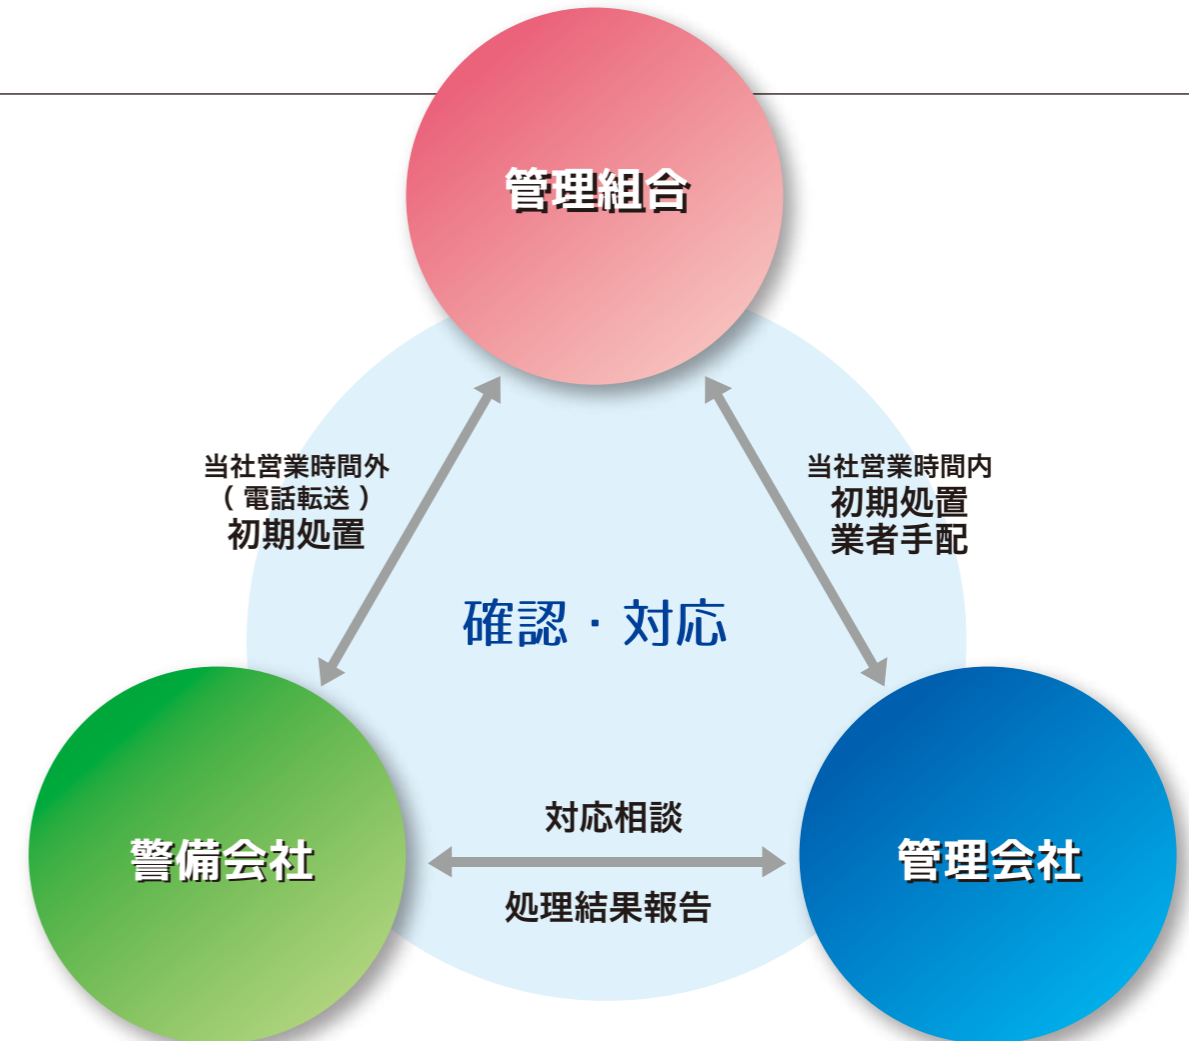 管理組合
当社営業時間外
（ 電話転送 ）
初期処置
当社営業時間内
初期処置
業者手配
確認・対応
警備会社
対応相談
処理結果報告
管理会社